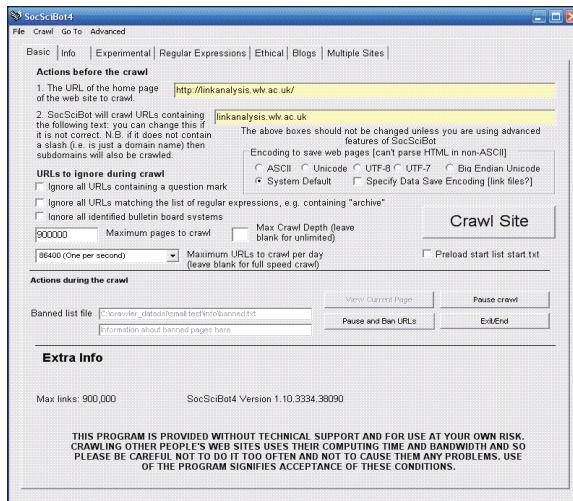 SocSciBot4
File Crawl Go To Advanced
Basic Info Experimental Regular Expressions Ethical Blogs Multiple Sites
Actions before the crawl
1. The URL of the home page
of the web site to crawl.
http://linkanalysis.wlv.ac.uk/
2. SocSciBot will crawl URLs containing
the following text: you can change this if
it is not correct. N.B. if it does not contain
a slash (i.e. is just a domain name) then
subdomains will also be crawled.
linkanalysis.wlv.ac.uk
The above boxes should not be changed unless you are using advanced
features of SocSciBot
Encoding to save web pages [can't parse HTML in non-ASCII]
ASCII Unicode UTF-8 UTF-7 Big Endian Unicode
System Default Specify Data Save Encoding [link files?]
URLs to ignore during crawl
Ignore all URLs containing a question mark
Ignore all URLs matching the list of regular expressions, e.g. containing "archive"
Ignore all identified bulletin board systems
900000 Maximum pages to crawl
Max Crawl Depth (leave
blank for unlimited)
Crawl Site
86400 (One per second)
Maximum URLs to crawl per day
(leave blank for full speed crawl)
Preload start list start.txt
Actions during the crawl
View Current Page Pause crawl
Banned list file
Pause and Ban URLs Exit/End
Information about banned pages here
Extra Info
Max links: 900,000 SocSciBot4 Version 1.10.3334.38090
THIS PROGRAM IS PROVIDED WITHOUT TECHNICAL SUPPORT AND FOR USE AT YOUR OWN RISK.
CRAWLING OTHER PEOPLE'S WEB SITES USES THEIR COMPUTING TIME AND BANDWIDTH AND SO
PLEASE BE CAREFUL NOT TO DO IT TOO OFTEN AND NOT TO CAUSE THEM ANY PROBLEMS. USE
OF THE PROGRAM SIGNIFIES ACCEPTANCE OF THESE CONDITIONS.